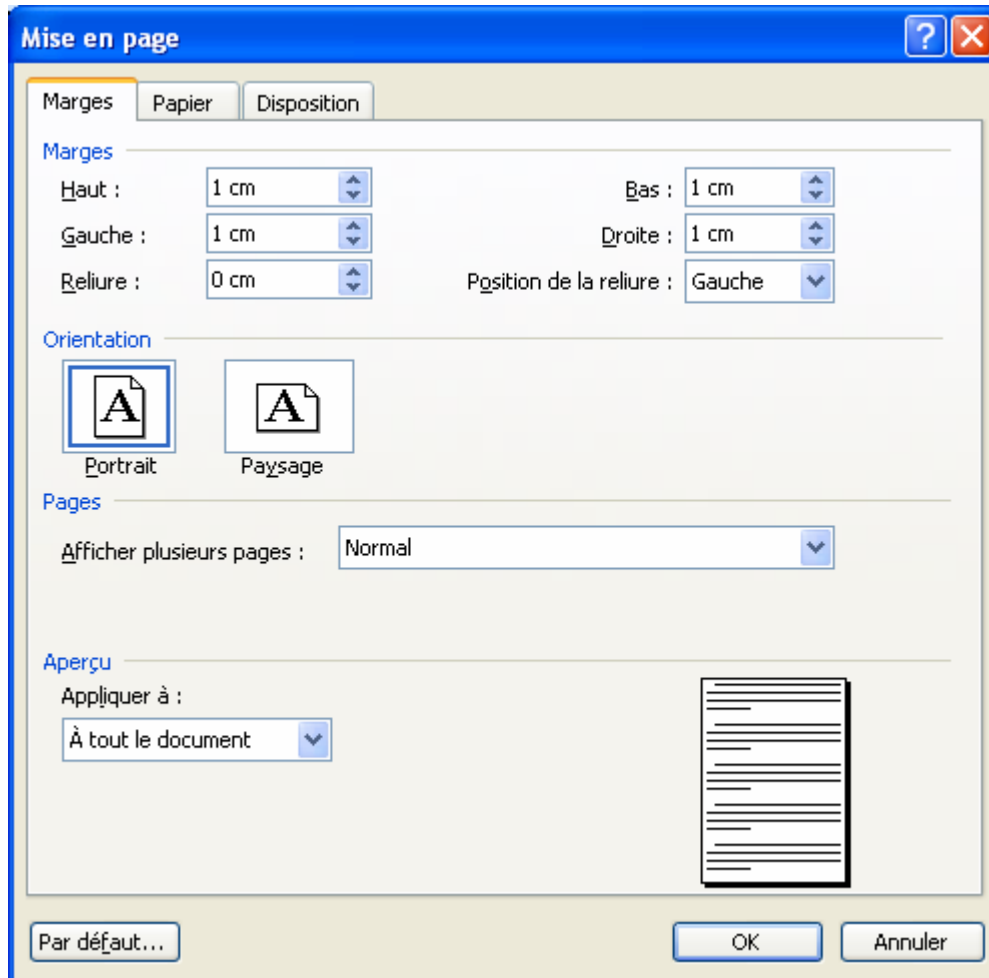 Mise en page
Marges Papier Disposition
Marges
Haut : 1 cm Bas : 1 cm
Gauche : 1 cm Droite : 1 cm
Reliure : 0 cm Position de la reliure : Gauche
Orientation
A A
Portrait Paysage
Pages
Afficher plusieurs pages : Normal
Aperçu
Appliquer à :
À tout le document
Par défaut... OK Annuler